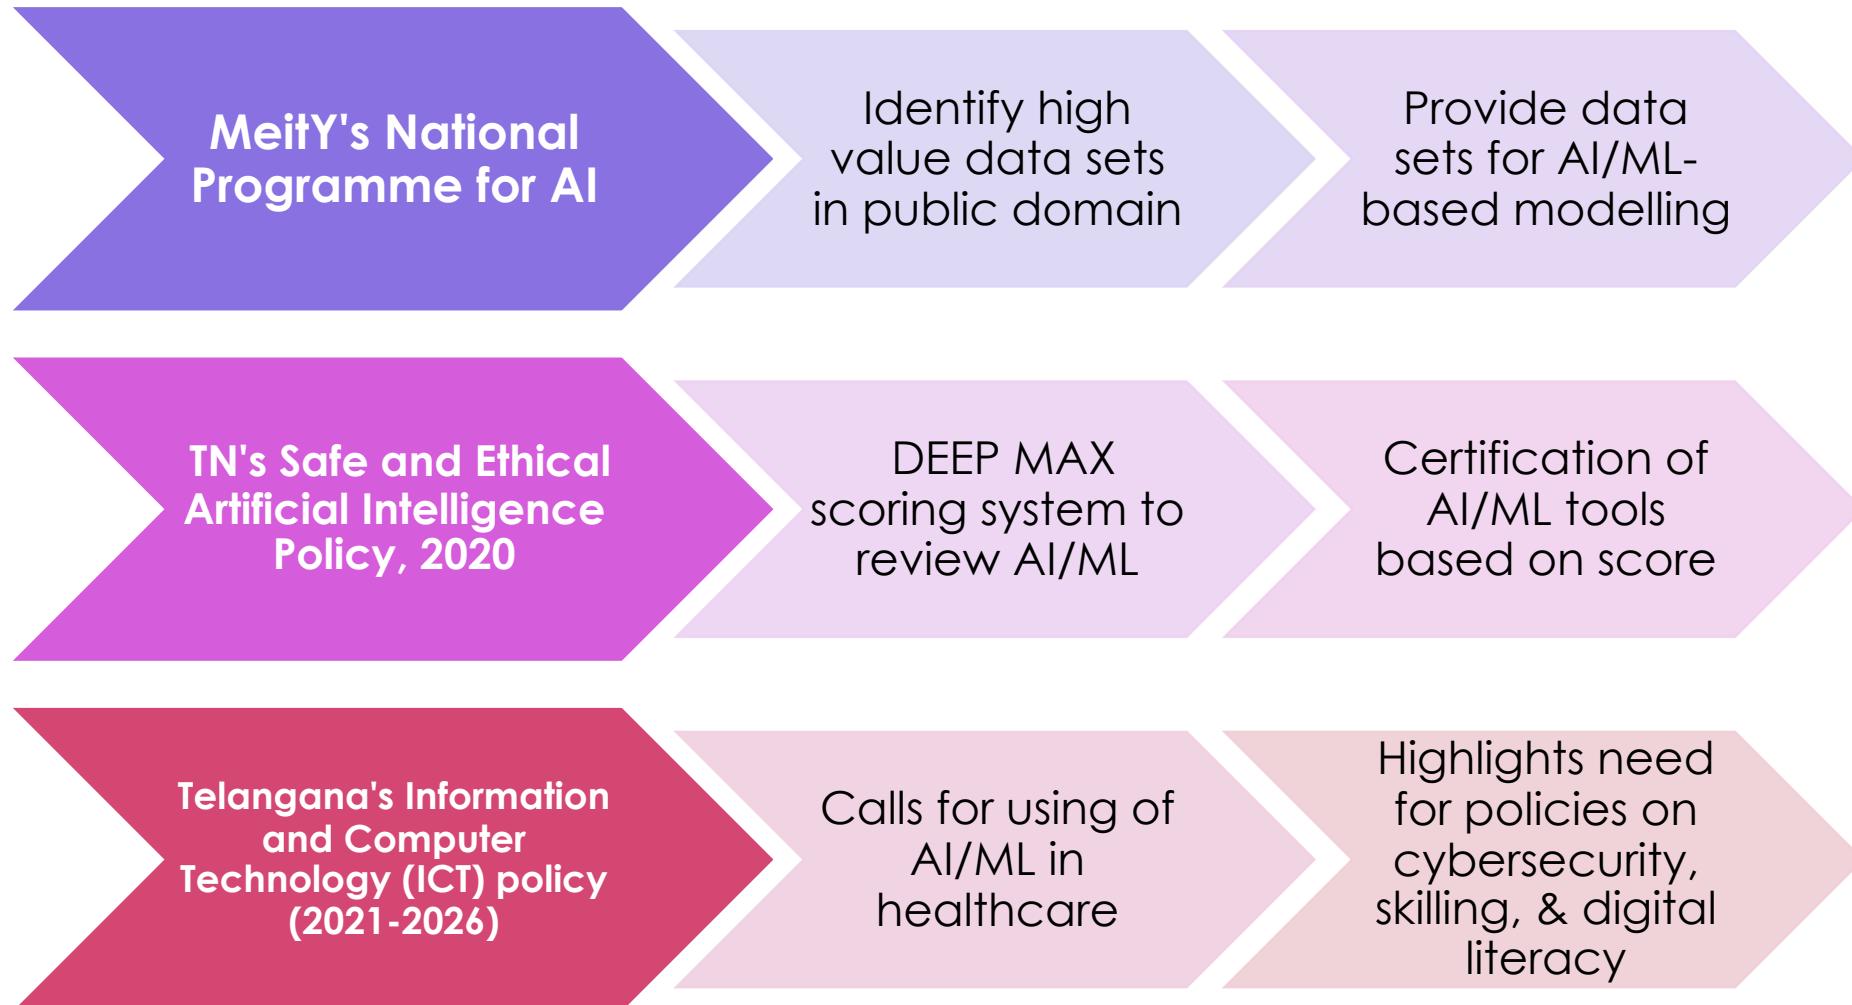 MeitY's National
Programme for AI
Identify high
value data sets
in public domain
Provide data
sets for AI/ML-
based modelling
TN's Safe and Ethical
Artificial Intelligence
Policy, 2020
DEEP MAX
scoring system to
review AI/ML
Certification of
AI/ML tools
based on score
Telangana's Information
and Computer
Technology (ICT) policy
(2021-2026)
Calls for using of
AI/ML in
healthcare
Highlights need
for policies on
cybersecurity,
skilling, & digital
literacy